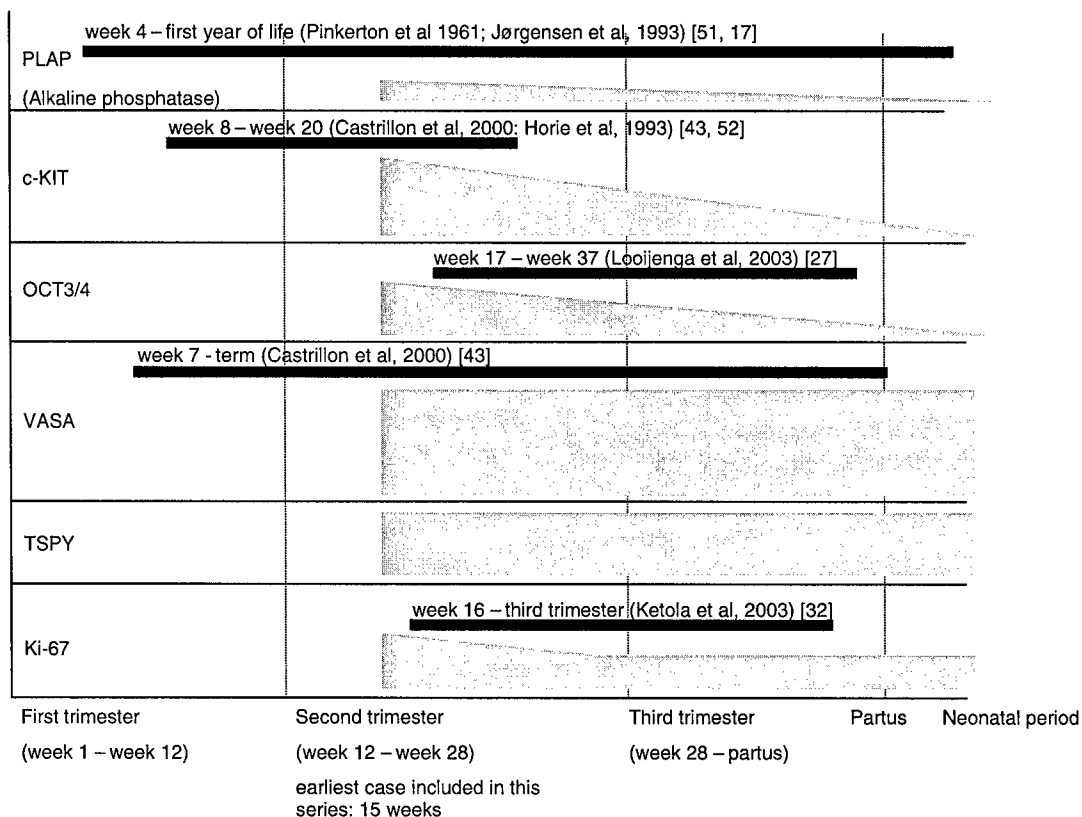 week 4 – first year of life (Pinkerton et al 1961; Jørgensen et al, 1993) [51, 17]
PLAP
(Alkaline phosphatase)
week 8 – week 20 (Castrillon et al, 2000: Horie et al, 1993) [43, 52]
c-KIT
week 17 – week 37 (Looijenga et al, 2003) [27]
OCT3/4
week 7 - term (Castrillon et al, 2000) [43]
VASA
TSPY
week 16 – third trimester (Ketola et al, 2003) [32]
Ki-67
First trimester Second trimester Third trimester Partus Neonatal period
(week 1 – week 12) (week 12 – week 28) (week 28 – partus)
earliest case included in this
series: 15 weeks